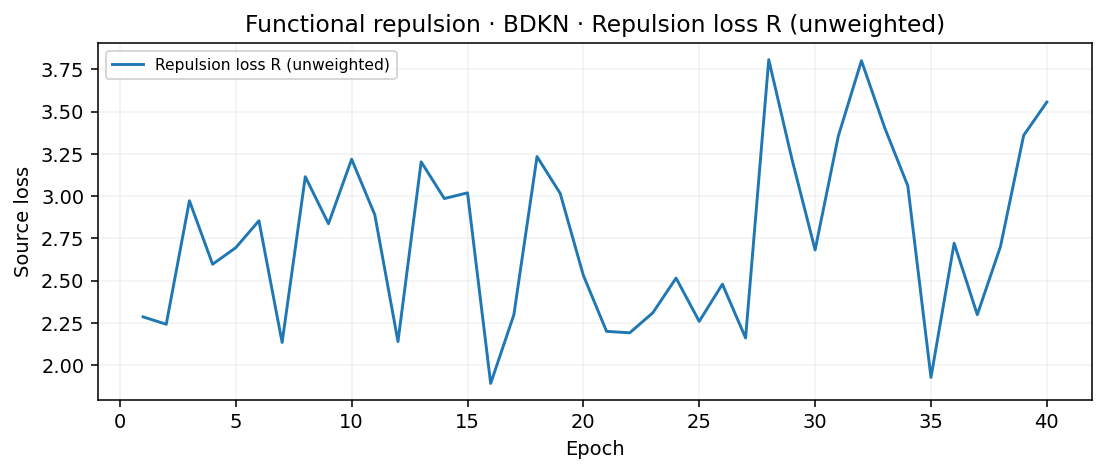 Functional repulsion · BDKN · Repulsion loss R (unweighted)
Repulsion loss R (unweighted)
Source loss
3.75
3.50
3.25
3.00
2.75
2.50
2.25
2.00
0 5 10 15 20 25 30 35 40
Epoch